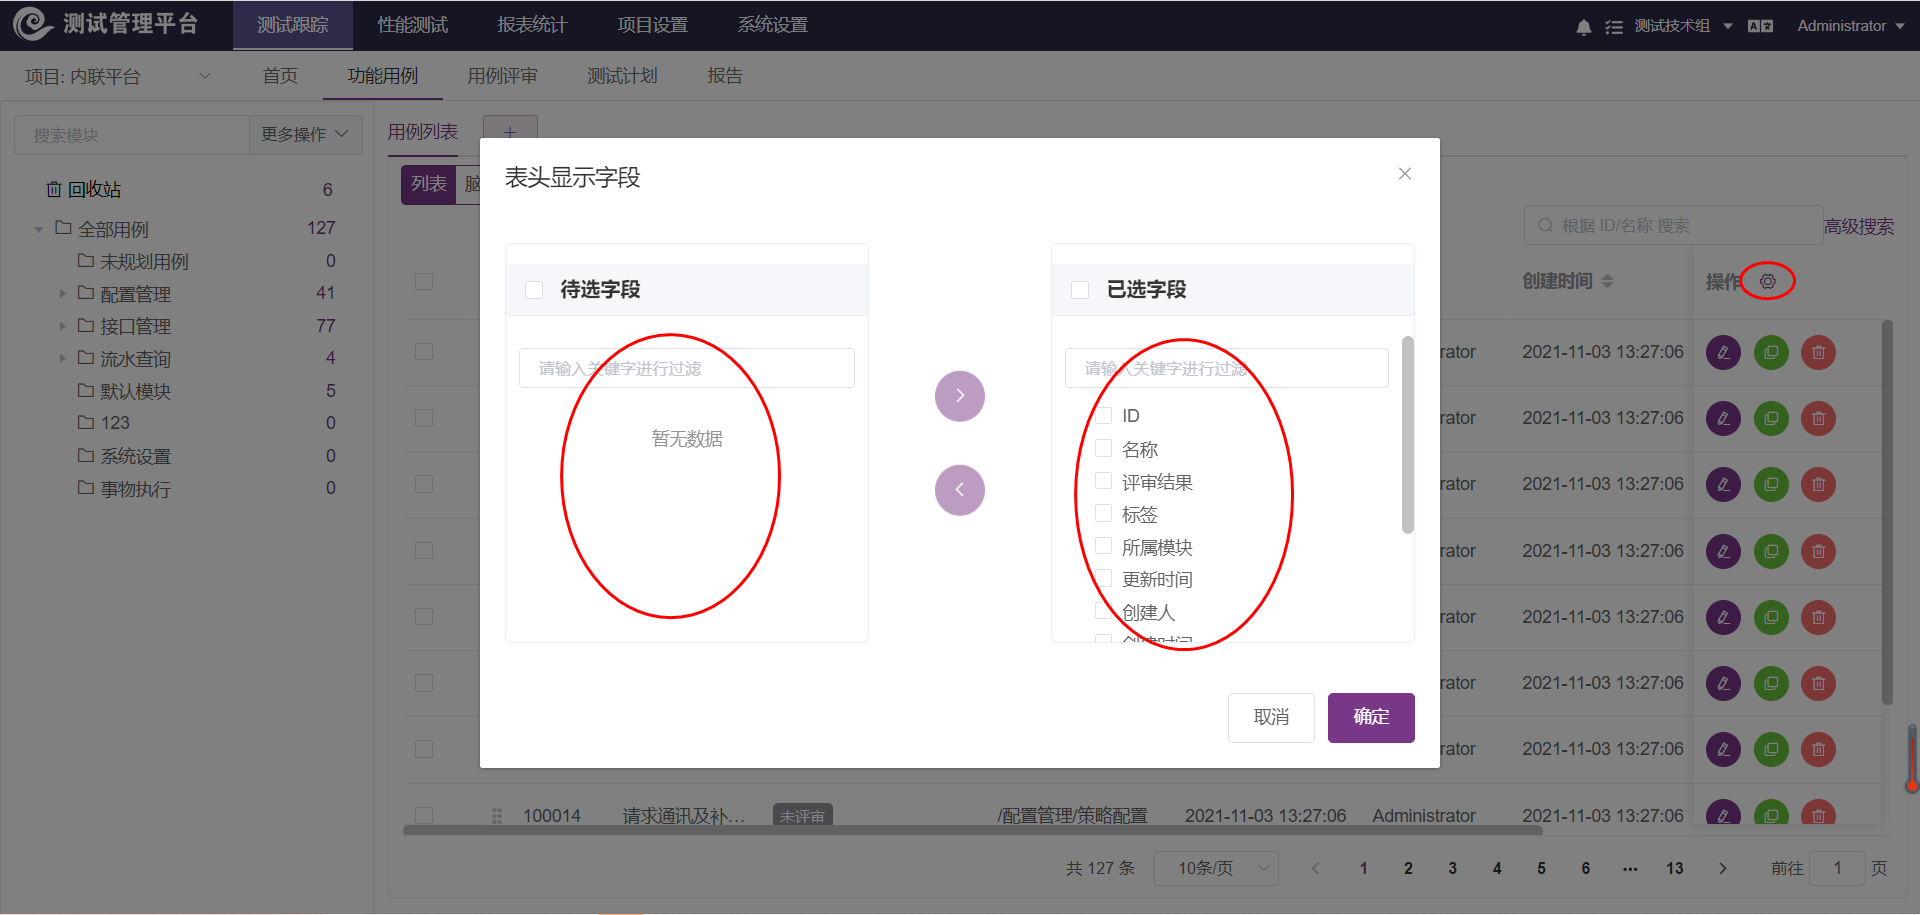 测试管理平台
测试跟踪
性能测试
报表统计
项目设置
系统设置
测试技术组
Administrator
项目: 内联平台
首页
功能用例
用例评审
测试计划
报告
搜索模块
更多操作
回收站 6
全部用例 127
未规划用例 0
配置管理 41
接口管理 77
流水查询 4
默认模块 5
123 0
系统设置 0
事物执行 0
用例列表
+
列表
脑
根据 ID/名称 搜索
高级搜索
创建时间
操作
表头显示字段
待选字段
请输入关键字进行过滤
暂无数据
已选字段
请输入关键字进行过滤
ID
名称
评审结果
标签
所属模块
更新时间
创建人
创建时间
取消
确定
rator 2021-11-03 13:27:06
rator 2021-11-03 13:27:06
rator 2021-11-03 13:27:06
rator 2021-11-03 13:27:06
rator 2021-11-03 13:27:06
rator 2021-11-03 13:27:06
rator 2021-11-03 13:27:06
100014 请求通讯及补... 未评审 /配置管理/策略配置 2021-11-03 13:27:06 Administrator 2021-11-03 13:27:06
共 127 条 10条/页 1 2 3 4 5 6 ... 13 前往 1 页